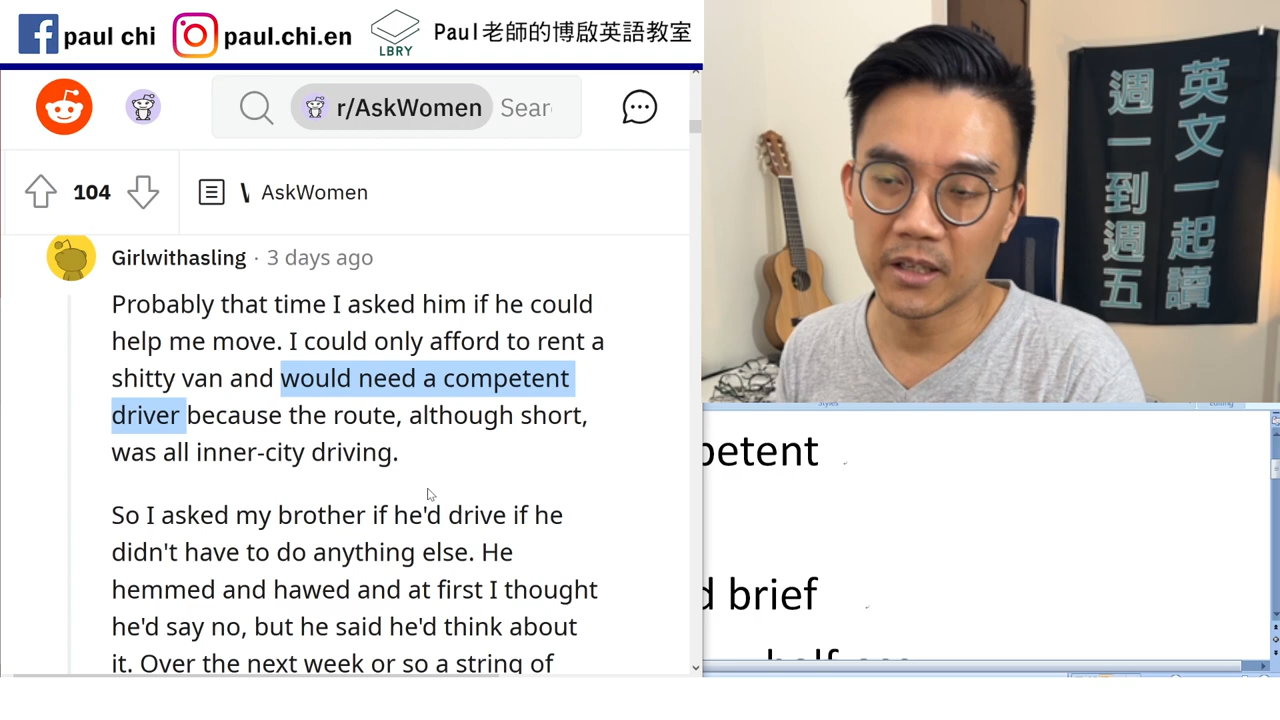 paul chi
paul.chi.en
LBRY
Paul老師的博啟英語教室
r/AskWomen
104
AskWomen
Girlwithasling · 3 days ago
Probably that time I asked him if he could
help me move. I could only afford to rent a
shitty van and would need a competent
driver because the route, although short,
was all inner-city driving.
So I asked my brother if he'd drive if he
didn't have to do anything else. He
hemmed and hawed and at first I thought
he'd say no, but he said he'd think about
it. Over the next week or so a string of
英文一起讀
週一到週五
petent
d brief